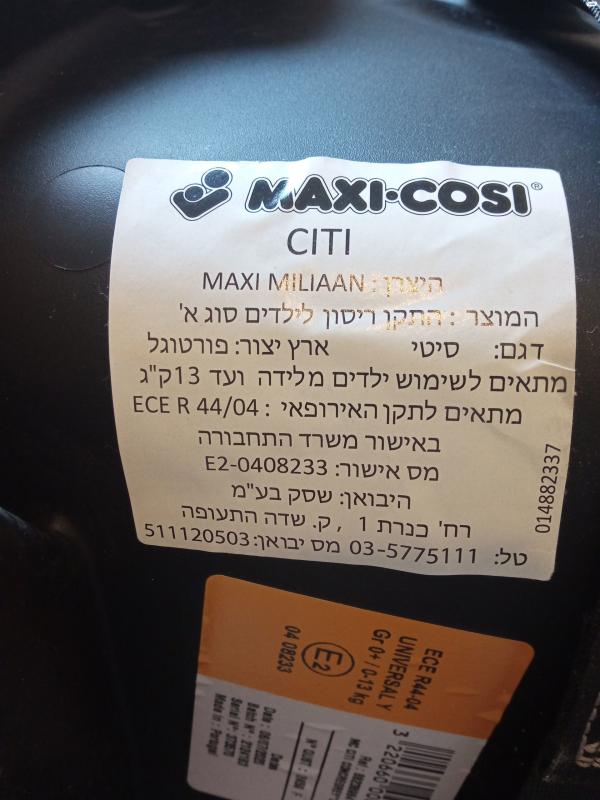 MAXI-COSI®
CITI
היצרן: MAXI MILIAAN
המוצר : התקן ריסון לילדים סוג א'
דגם: סיטי ארץ יצור: פורטוגל
מתאים לשימוש ילדים מלידה ועד 13ק"ג
מתאים לתקן האירופאי : ECE R 44/04
באישור משרד התחבורה
מס אישור: E2-0408233
היבואן: שסק בע"מ
רח' כנרת 1 , ק. שדה התעופה
טל: 03-5775111 מס יבואן: 511120503
014882337
ECE R44-04
UNIVERSAL Y
Gr 0+ / 0-13 kg
E2
04 08233
Made in : Portugal